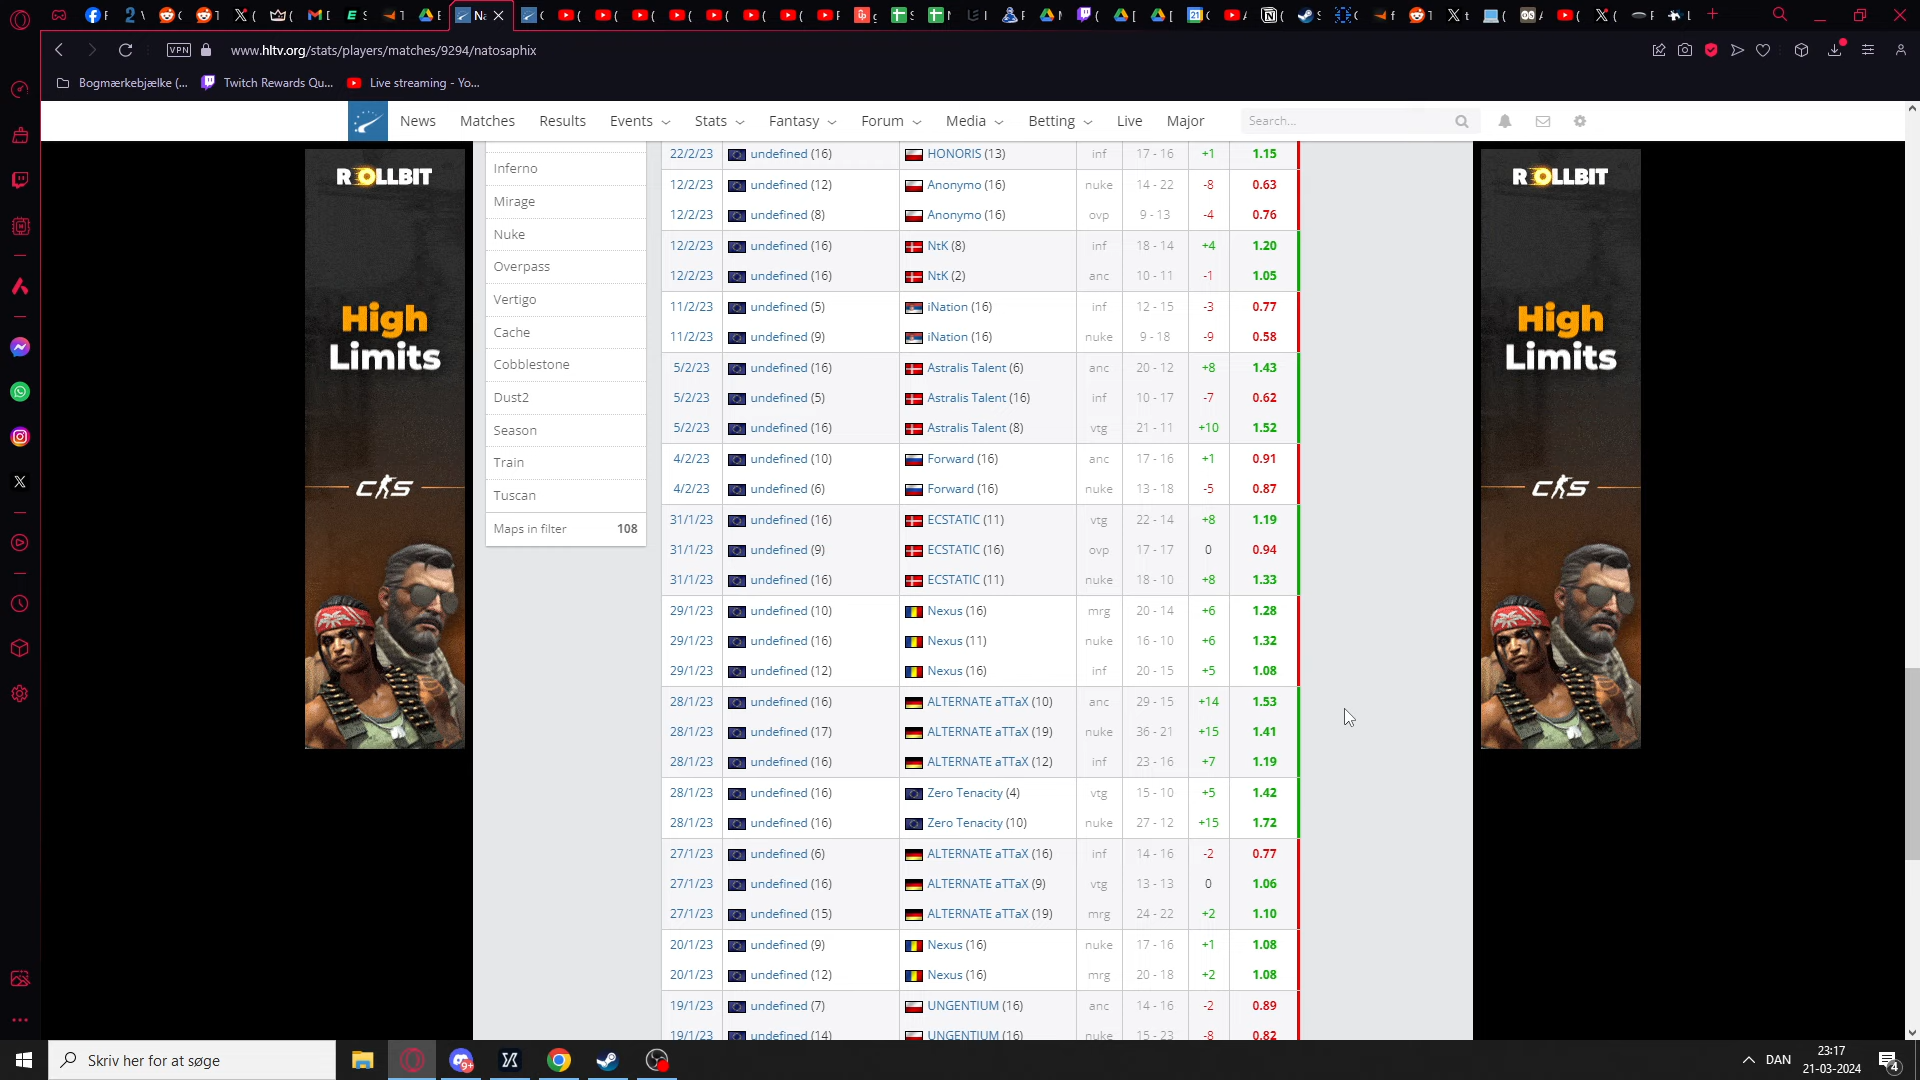 www.hltv.org/stats/players/matches/9294/natosaphix
VPN
Bogmærkebjælke (...
Twitch Rewards Qu...
Live streaming - Yo...
News
Matches
Results
Events
Stats
Fantasy
Forum
Media
Betting
Live
Major
Search...
ROLLBIT
High
Limits
CS
Inferno
Mirage
Nuke
Overpass
Vertigo
Cache
Cobblestone
Dust2
Season
Train
Tuscan
Maps in filter 108
22/2/23 undefined (16) HONORIS (13) inf 17 - 16 +1 1.15
12/2/23 undefined (12) Anonymo (16) nuke 14 - 22 -8 0.63
12/2/23 undefined (8) Anonymo (16) ovp 9 - 13 -4 0.76
12/2/23 undefined (16) NtK (8) inf 18 - 14 +4 1.20
12/2/23 undefined (16) NtK (2) anc 10 - 11 -1 1.05
11/2/23 undefined (5) iNation (16) inf 12 - 15 -3 0.77
11/2/23 undefined (9) iNation (16) nuke 9 - 18 -9 0.58
5/2/23 undefined (16) Astralis Talent (6) anc 20 - 12 +8 1.43
5/2/23 undefined (5) Astralis Talent (16) inf 10 - 17 -7 0.62
5/2/23 undefined (16) Astralis Talent (8) vtg 21 - 11 +10 1.52
4/2/23 undefined (10) Forward (16) anc 17 - 16 +1 0.91
4/2/23 undefined (6) Forward (16) nuke 13 - 18 -5 0.87
31/1/23 undefined (16) ECSTATIC (11) vtg 22 - 14 +8 1.19
31/1/23 undefined (9) ECSTATIC (16) ovp 17 - 17 0 0.94
31/1/23 undefined (16) ECSTATIC (11) nuke 18 - 10 +8 1.33
29/1/23 undefined (10) Nexus (16) mrg 20 - 14 +6 1.28
29/1/23 undefined (16) Nexus (11) nuke 16 - 10 +6 1.32
29/1/23 undefined (12) Nexus (16) inf 20 - 15 +5 1.08
28/1/23 undefined (16) ALTERNATE aTTaX (10) anc 29 - 15 +14 1.53
28/1/23 undefined (17) ALTERNATE aTTaX (19) nuke 36 - 21 +15 1.41
28/1/23 undefined (16) ALTERNATE aTTaX (12) inf 23 - 16 +7 1.19
28/1/23 undefined (16) Zero Tenacity (4) vtg 15 - 10 +5 1.42
28/1/23 undefined (16) Zero Tenacity (10) nuke 27 - 12 +15 1.72
27/1/23 undefined (6) ALTERNATE aTTaX (16) inf 14 - 16 -2 0.77
27/1/23 undefined (16) ALTERNATE aTTaX (9) vtg 13 - 13 0 1.06
27/1/23 undefined (15) ALTERNATE aTTaX (19) mrg 24 - 22 +2 1.10
20/1/23 undefined (9) Nexus (16) nuke 17 - 16 +1 1.08
20/1/23 undefined (12) Nexus (16) mrg 20 - 18 +2 1.08
19/1/23 undefined (7) UNGENTIUM (16) anc 14 - 16 -2 0.89
19/1/23 undefined (14) UNGENTIUM (16) nuke 15 - 23 -8 0.82
ROLLBIT
High
Limits
CS
Skriv her for at søge
9+
DAN
23:17
21-03-2024
4